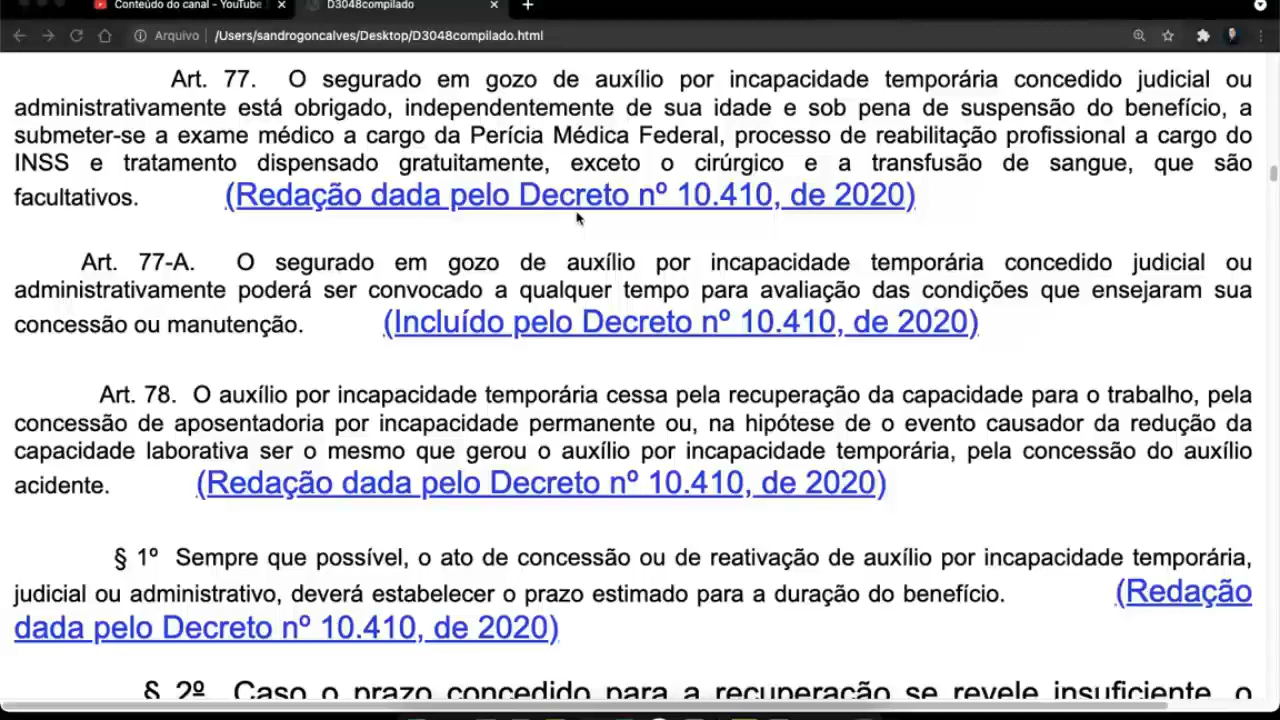 Conteúdo do canal - YouTube
D3048compilado
Arquivo /Users/sandrogoncalves/Desktop/D3048compilado.html
Art. 77. O segurado em gozo de auxílio por incapacidade temporária concedido judicial ou
administrativamente está obrigado, independentemente de sua idade e sob pena de suspensão do benefício, a
submeter-se a exame médico a cargo da Perícia Médica Federal, processo de reabilitação profissional a cargo do
INSS e tratamento dispensado gratuitamente, exceto o cirúrgico e a transfusão de sangue, que são
facultativos. (Redação dada pelo Decreto nº 10.410, de 2020)
Art. 77-A. O segurado em gozo de auxílio por incapacidade temporária concedido judicial ou
administrativamente poderá ser convocado a qualquer tempo para avaliação das condições que ensejaram sua
concessão ou manutenção. (Incluído pelo Decreto nº 10.410, de 2020)
Art. 78. O auxílio por incapacidade temporária cessa pela recuperação da capacidade para o trabalho, pela
concessão de aposentadoria por incapacidade permanente ou, na hipótese de o evento causador da redução da
capacidade laborativa ser o mesmo que gerou o auxílio por incapacidade temporária, pela concessão do auxílio
acidente. (Redação dada pelo Decreto nº 10.410, de 2020)
§ 1º Sempre que possível, o ato de concessão ou de reativação de auxílio por incapacidade temporária,
judicial ou administrativo, deverá estabelecer o prazo estimado para a duração do benefício. (Redação
dada pelo Decreto nº 10.410, de 2020)
§ 2º Caso o prazo concedido para a recuperação se revele insuficiente, o